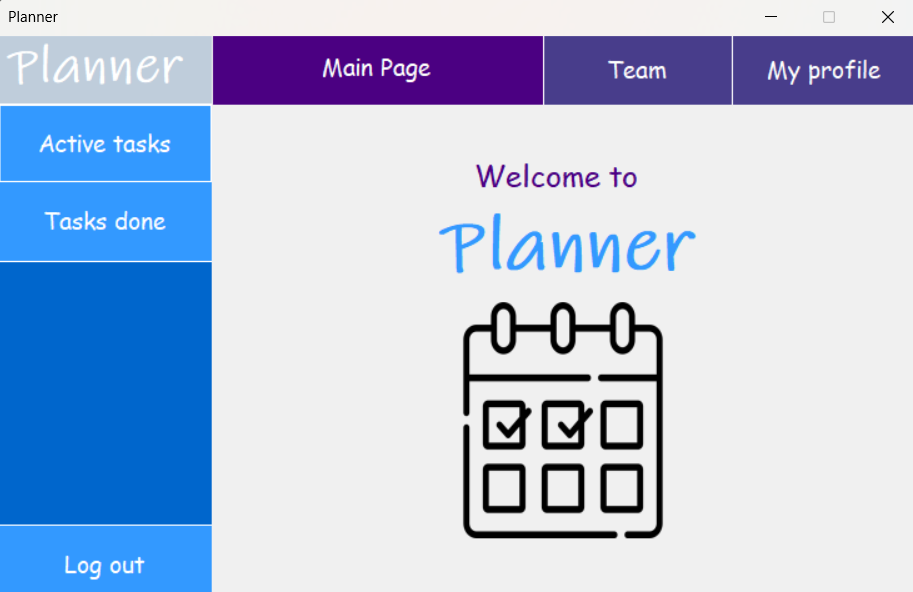 Planner
Planner
Main Page
Team
My profile
Active tasks
Tasks done
Log out
Welcome to
Planner